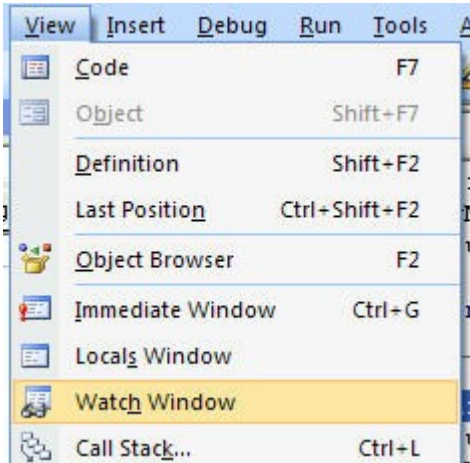 View Insert Debug Run Tools
Code F7
Object Shift+F7
Definition Shift+F2
Last Position Ctrl+Shift+F2
Object Browser F2
Immediate Window Ctrl+G
Locals Window
Watch Window
Call Stack... Ctrl+L